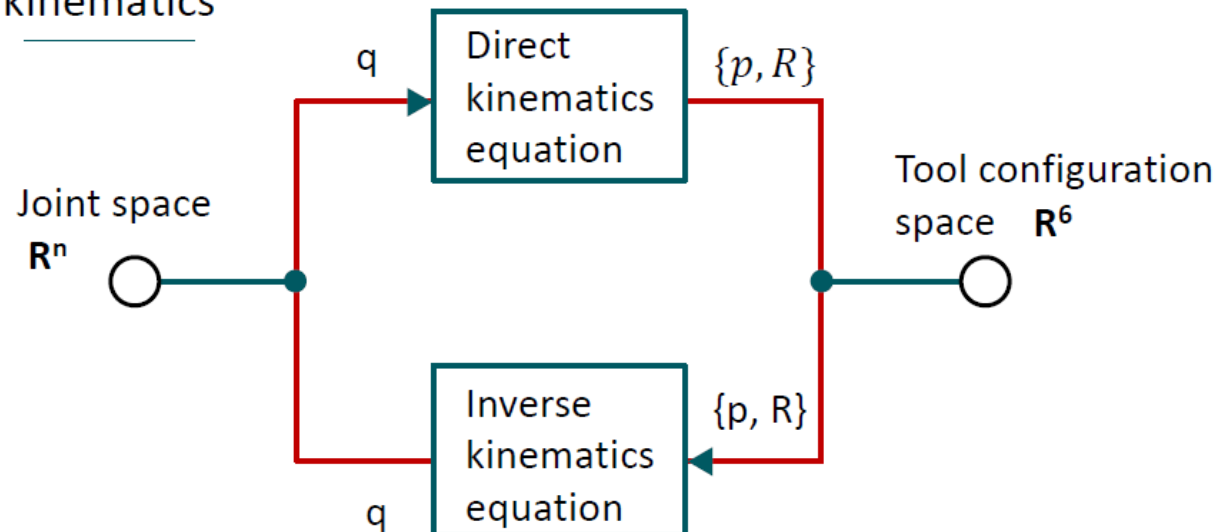 kinematics
q
Direct
kinematics
equation
{p, R}
Joint space
Rⁿ
Tool configuration
space R⁶
Inverse
kinematics
equation
{p, R}
q